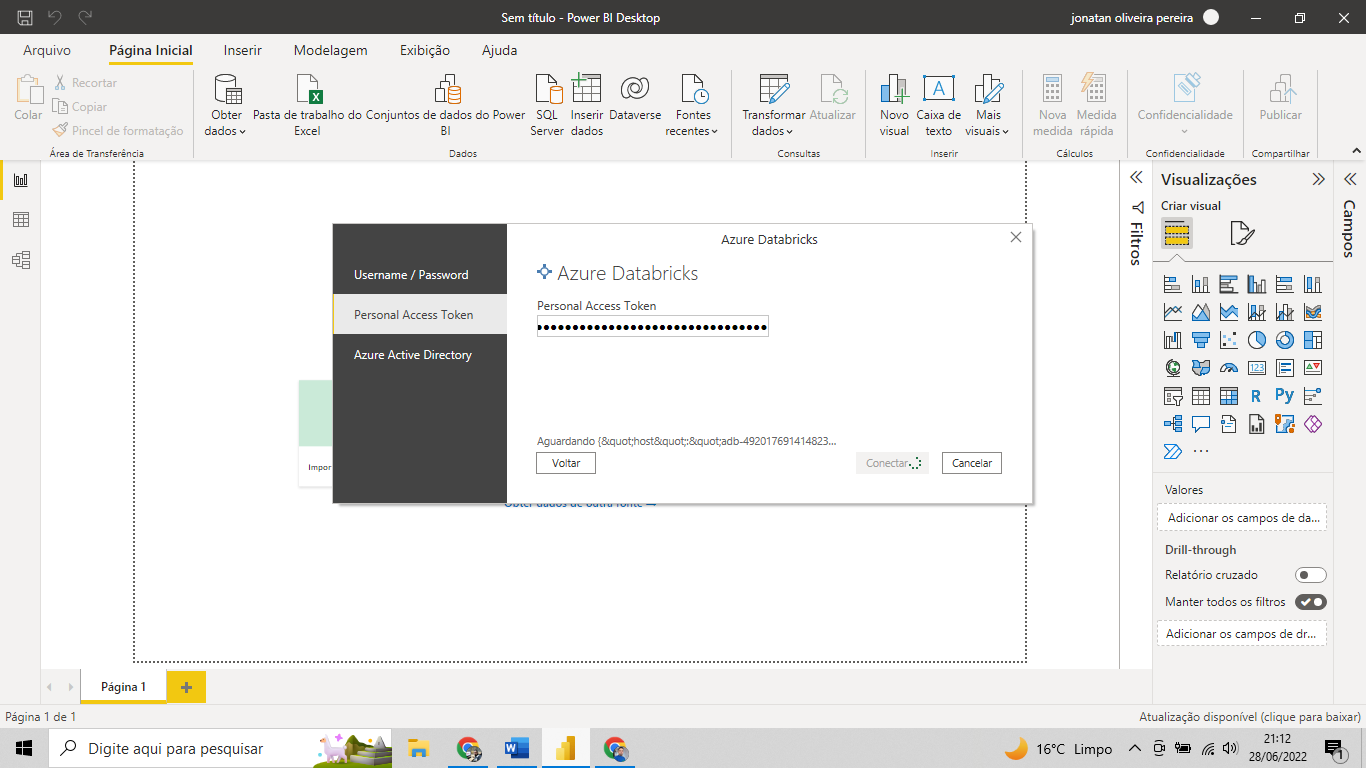 Sem título - Power BI Desktop
jonatan oliveira pereira
Arquivo
Página Inicial
Inserir
Modelagem
Exibição
Ajuda
Colar
Recortar
Copiar
Pincel de formatação
Área de Transferência
Obter
dados
Pasta de trabalho do
Excel
Conjuntos de dados do Power
BI
SQL
Server
Inserir
dados
Dataverse
Fontes
recentes
Dados
Transformar
dados
Atualizar
Consultas
Novo
visual
A
Caixa de
texto
Mais
visuais
Inserir
Nova
medida
Medida
rápida
Cálculos
Confidencialidade
Confidencialidade
Publicar
Compartilhar
Azure Databricks
Username / Password
Personal Access Token
Azure Active Directory
Azure Databricks
Personal Access Token
Aguardando {&quot;host&quot;:&quot;adb-492017691414823...
Voltar
Conectar
Cancelar
Impor
Obter dados de outra fonte →
Filtros
Visualizações
Criar visual
123
R
Py
Valores
Adicionar os campos de da...
Drill-through
Relatório cruzado
Manter todos os filtros
Adicionar os campos de dr...
Campos
Página 1
Página 1 de 1
Atualização disponível (clique para baixar)
Digite aqui para pesquisar
16°C Limpo
21:12
28/06/2022
1